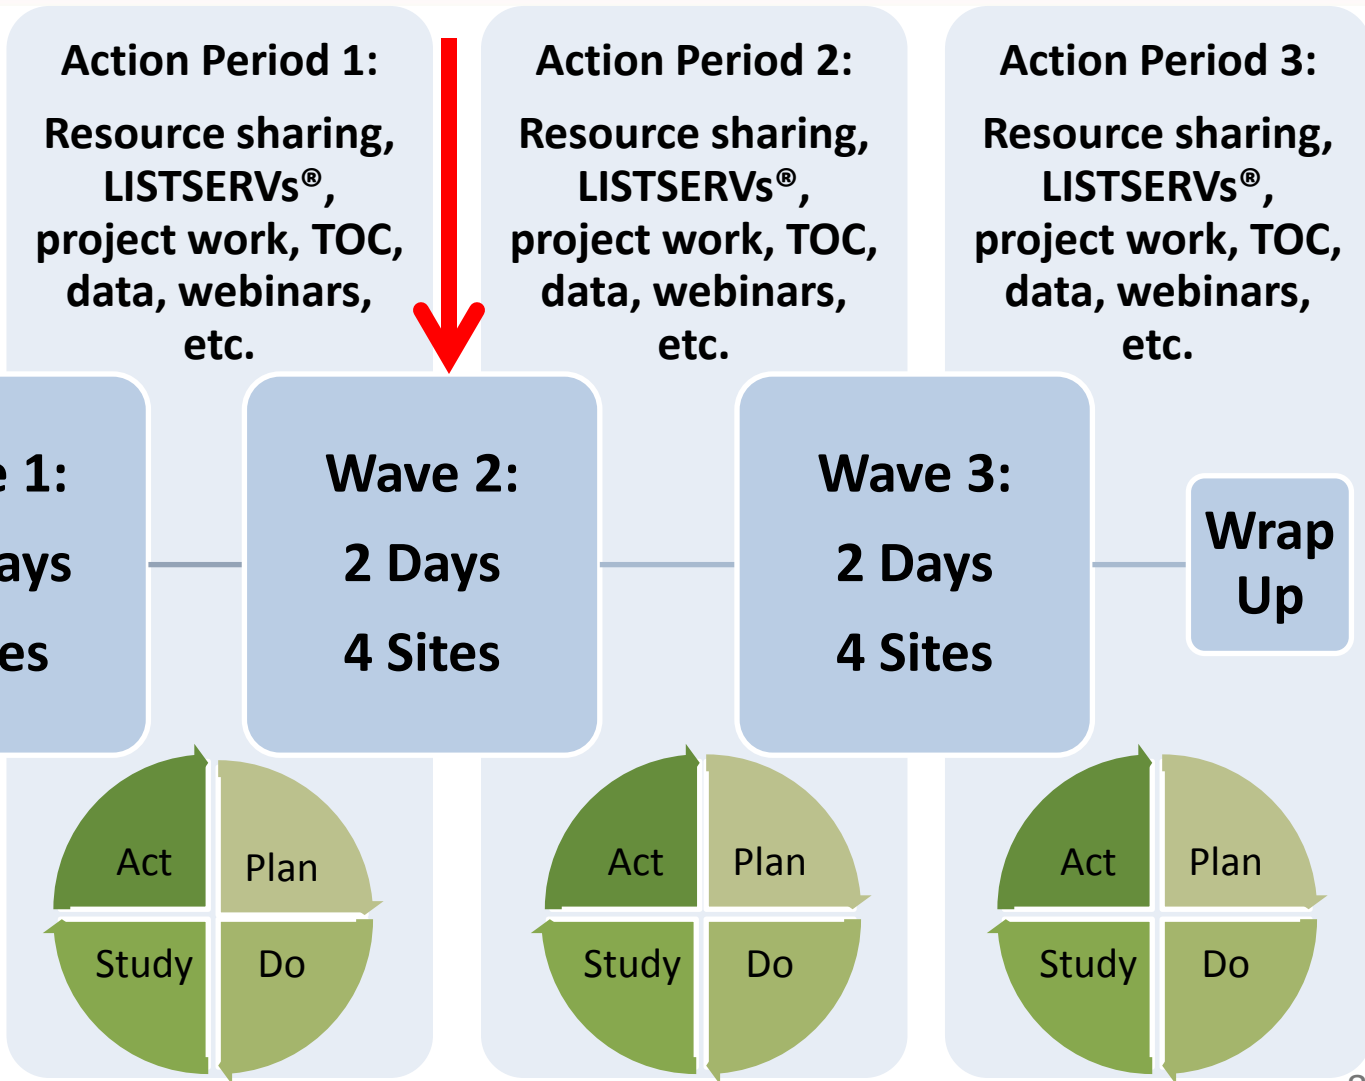 Action Period 1:
Resource sharing,
LISTSERVs®,
project work, TOC,
data, webinars,
etc.
Action Period 2:
Resource sharing,
LISTSERVs®,
project work, TOC,
data, webinars,
etc.
Action Period 3:
Resource sharing,
LISTSERVs®,
project work, TOC,
data, webinars,
etc.
1:
Wave 2:
2 Days
4 Sites
Wave 3:
2 Days
4 Sites
Wrap
Up
Act
Plan
Study
Do
Act
Plan
Study
Do
Act
Plan
Study
Do